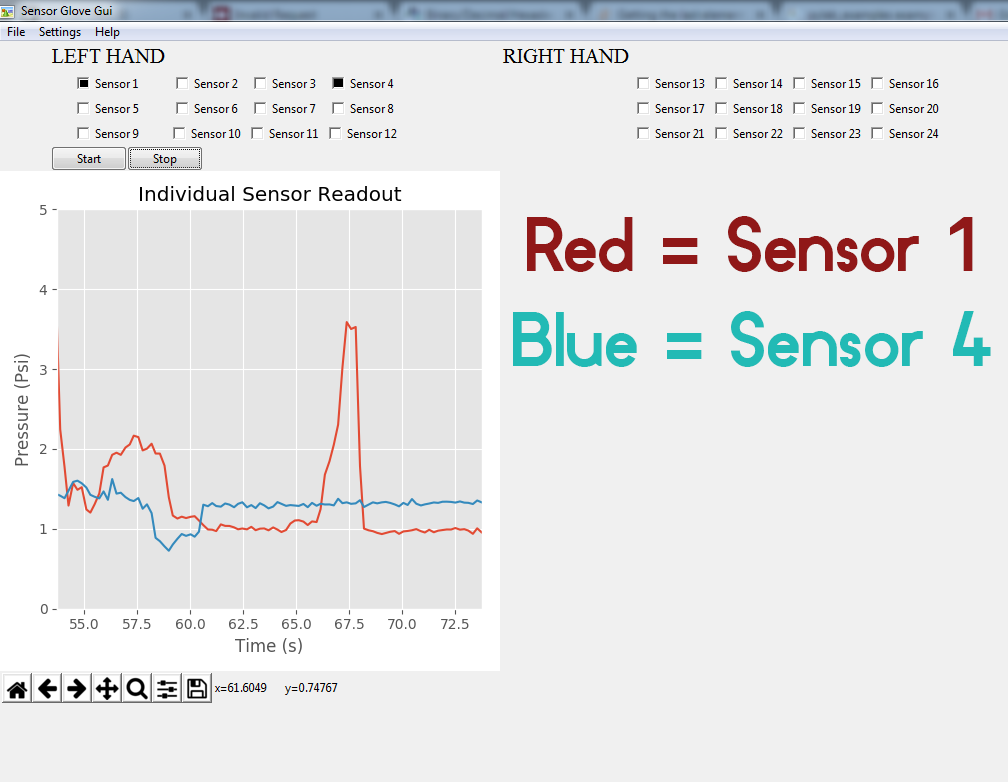 Sensor Glove Gui
File Settings Help
LEFT HAND
RIGHT HAND
Sensor 1 Sensor 2 Sensor 3 Sensor 4
Sensor 13 Sensor 14 Sensor 15 Sensor 16
Sensor 5 Sensor 6 Sensor 7 Sensor 8
Sensor 17 Sensor 18 Sensor 19 Sensor 20
Sensor 9 Sensor 10 Sensor 11 Sensor 12
Sensor 21 Sensor 22 Sensor 23 Sensor 24
Start Stop
Individual Sensor Readout
5
4
3
2
1
0
Pressure (Psi)
55.0 57.5 60.0 62.5 65.0 67.5 70.0 72.5
Time (s)
Red = Sensor 1
Blue = Sensor 4
x=61.6049 y=0.74767